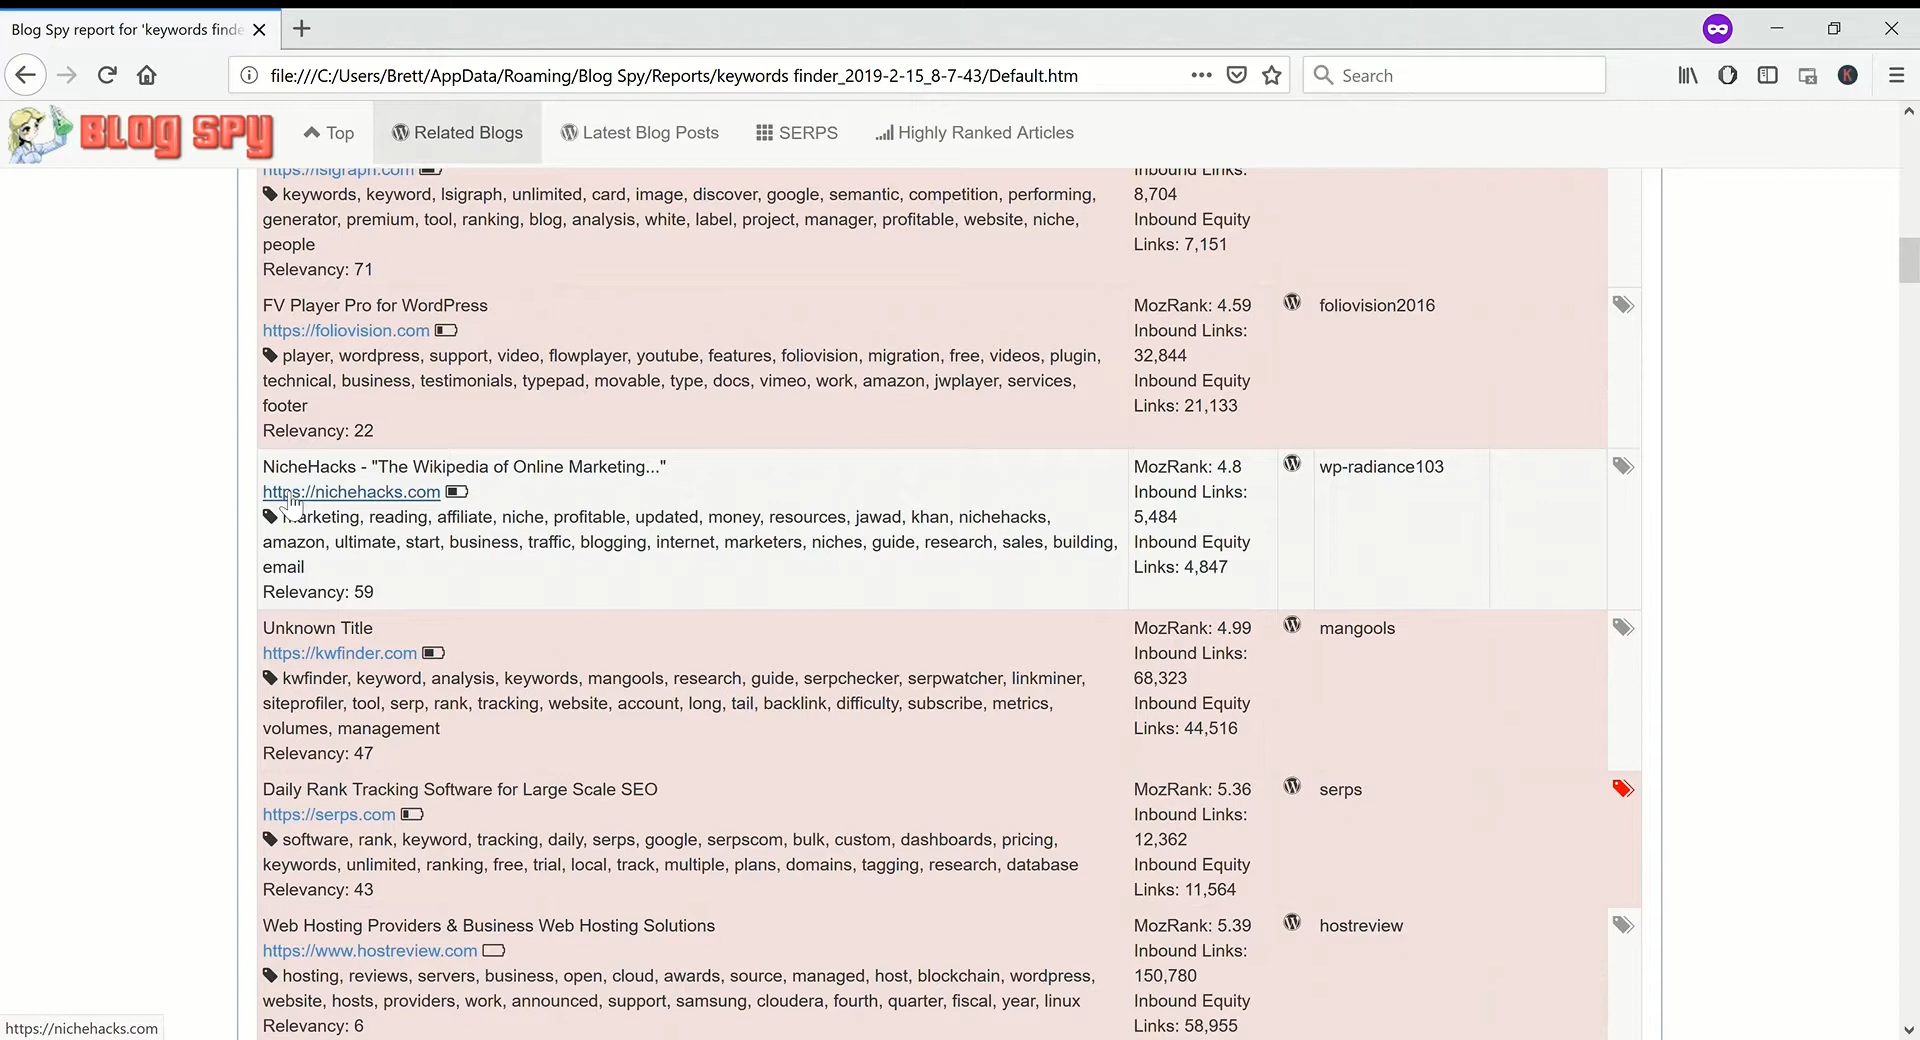 Blog Spy report for 'keywords finde
file:///C:/Users/Brett/AppData/Roaming/Blog Spy/Reports/keywords finder_2019-2-15_8-7-43/Default.htm
Search
K
BLOG SPY
Top
Related Blogs
Latest Blog Posts
SERPS
Highly Ranked Articles
https://lsigraph.com
Inbound Links:
keywords, keyword, lsigraph, unlimited, card, image, discover, google, semantic, competition, performing,
8,704
generator, premium, tool, ranking, blog, analysis, white, label, project, manager, profitable, website, niche,
Inbound Equity
people
Links: 7,151
Relevancy: 71
FV Player Pro for WordPress
MozRank: 4.59
foliovision2016
https://foliovision.com
Inbound Links:
player, wordpress, support, video, flowplayer, youtube, features, foliovision, migration, free, videos, plugin,
32,844
technical, business, testimonials, typepad, movable, type, docs, vimeo, work, amazon, jwplayer, services,
Inbound Equity
footer
Links: 21,133
Relevancy: 22
NicheHacks - "The Wikipedia of Online Marketing..."
MozRank: 4.8
wp-radiance103
https://nichehacks.com
Inbound Links:
marketing, reading, affiliate, niche, profitable, updated, money, resources, jawad, khan, nichehacks,
5,484
amazon, ultimate, start, business, traffic, blogging, internet, marketers, niches, guide, research, sales, building,
Inbound Equity
email
Links: 4,847
Relevancy: 59
Unknown Title
MozRank: 4.99
mangools
https://kwfinder.com
Inbound Links:
kwfinder, keyword, analysis, keywords, mangools, research, guide, serpchecker, serpwatcher, linkminer,
68,323
siteprofiler, tool, serp, rank, tracking, website, account, long, tail, backlink, difficulty, subscribe, metrics,
Inbound Equity
volumes, management
Links: 44,516
Relevancy: 47
Daily Rank Tracking Software for Large Scale SEO
MozRank: 5.36
serps
https://serps.com
Inbound Links:
software, rank, keyword, tracking, daily, serps, google, serpscom, bulk, custom, dashboards, pricing,
12,362
keywords, unlimited, ranking, free, trial, local, track, multiple, plans, domains, tagging, research, database
Inbound Equity
Relevancy: 43
Links: 11,564
Web Hosting Providers & Business Web Hosting Solutions
MozRank: 5.39
hostreview
https://www.hostreview.com
Inbound Links:
hosting, reviews, servers, business, open, cloud, awards, source, managed, host, blockchain, wordpress,
150,780
website, hosts, providers, work, announced, support, samsung, cloudera, fourth, quarter, fiscal, year, linux
Inbound Equity
Relevancy: 6
Links: 58,955
https://nichehacks.com